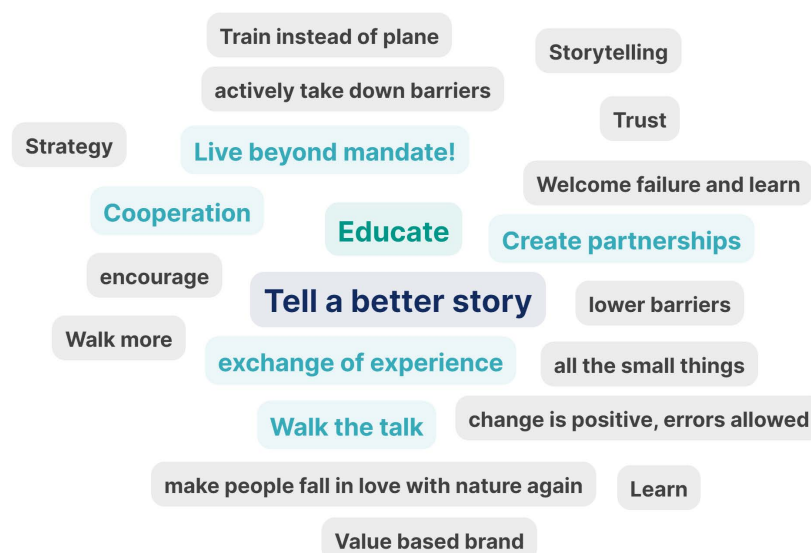 Train instead of plane
Storytelling
actively take down barriers
Trust
Strategy
Live beyond mandate!
Welcome failure and learn
Cooperation
Educate
Create partnerships
encourage
Tell a better story
lower barriers
Walk more
exchange of experience
all the small things
change is positive, errors allowed
Walk the talk
make people fall in love with nature again
Learn
Value based brand